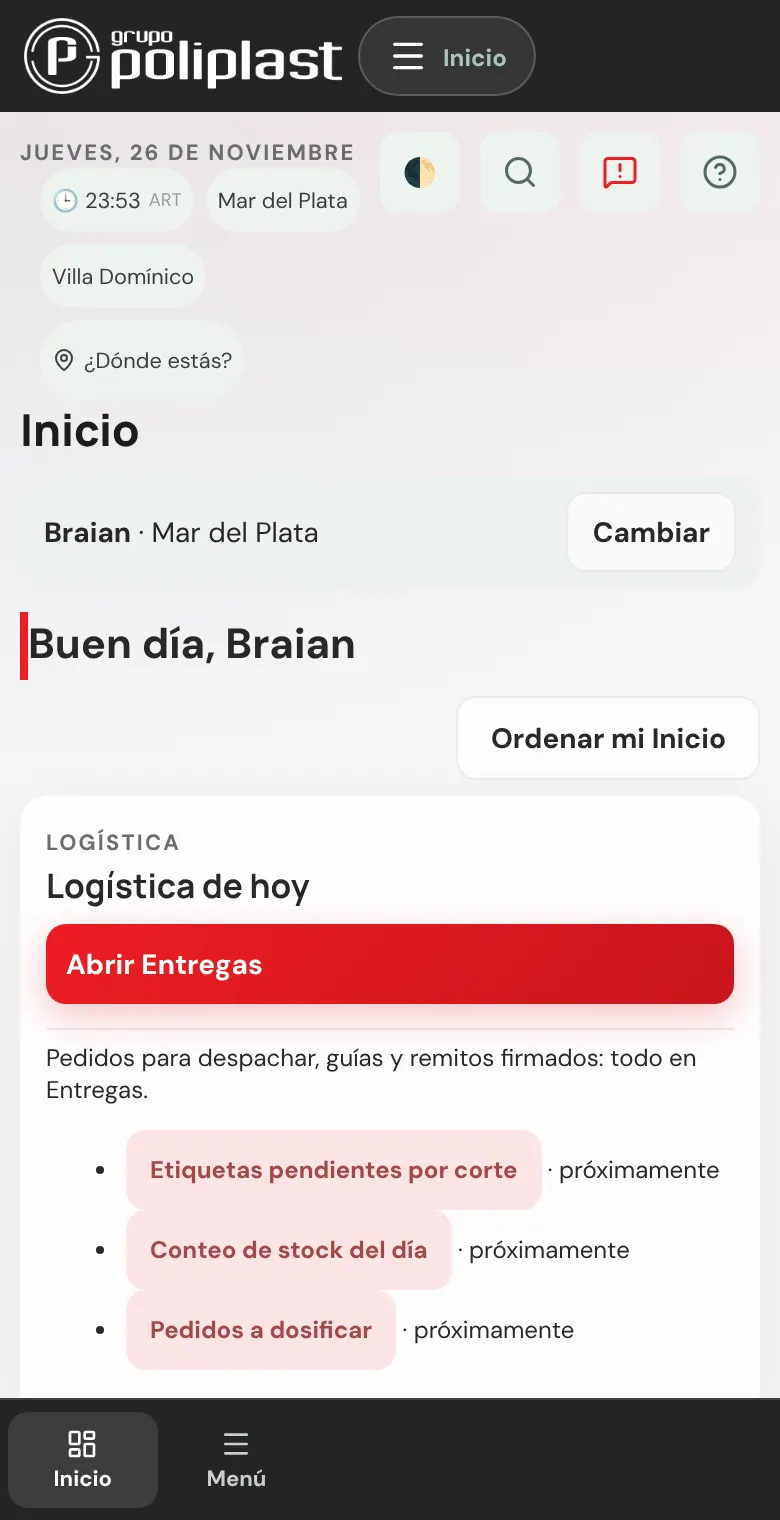 grupo
poliplast
Inicio
JUEVES, 26 DE NOVIEMBRE
23:53 ART
Mar del Plata
Villa Domínico
¿Dónde estás?
Inicio
Braian · Mar del Plata
Cambiar
Buen día, Braian
Ordenar mi Inicio
LOGÍSTICA
Logística de hoy
Abrir Entregas
Pedidos para despachar, guías y remitos firmados: todo en
Entregas.
• Etiquetas pendientes por corte · próximamente
• Conteo de stock del día · próximamente
• Pedidos a dosificar · próximamente
Inicio
Menú